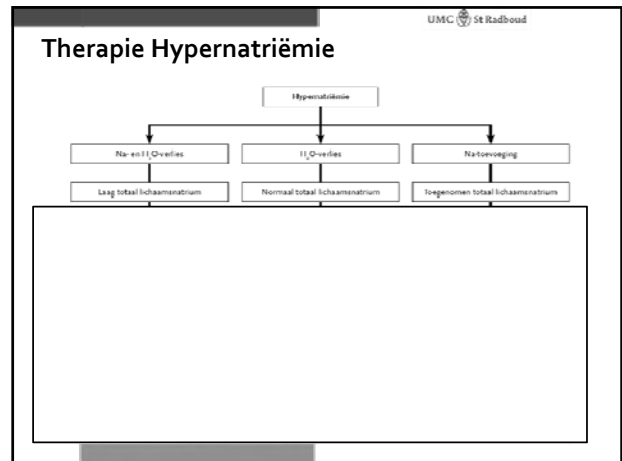 UMC St Radboud
Therapie Hypernatriëmie
Hypernatriëmie
Na- en H₂O-verlies
H₂O-verlies
Na-toevoeging
Laag totaal lichaamsnatrium
Normaal totaal lichaamsnatrium
Toegenomen totaal lichaamsnatrium